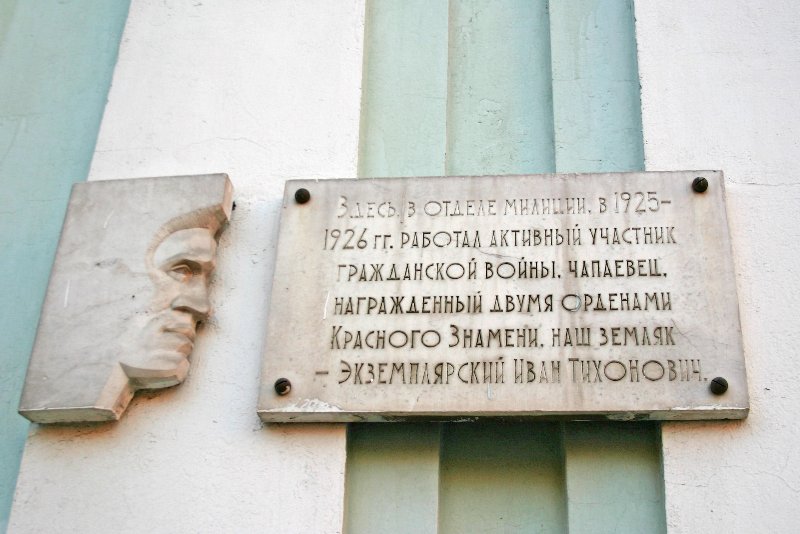 Здесь, в отделе милиции, в 1925–
1926 гг. работал активный участник
гражданской войны, чапаевец,
награжденный двумя орденами
Красного Знамени, наш земляк
– Экземплярский Иван Тихонович.